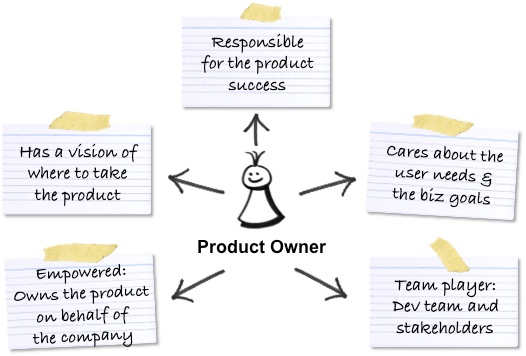 Responsible
for the product
success
Has a vision of
where to take
the product
Cares about the
user needs &
the biz goals
Product Owner
Empowered:
Owns the product
on behalf of
the company
Team player:
Dev team and
stakeholders